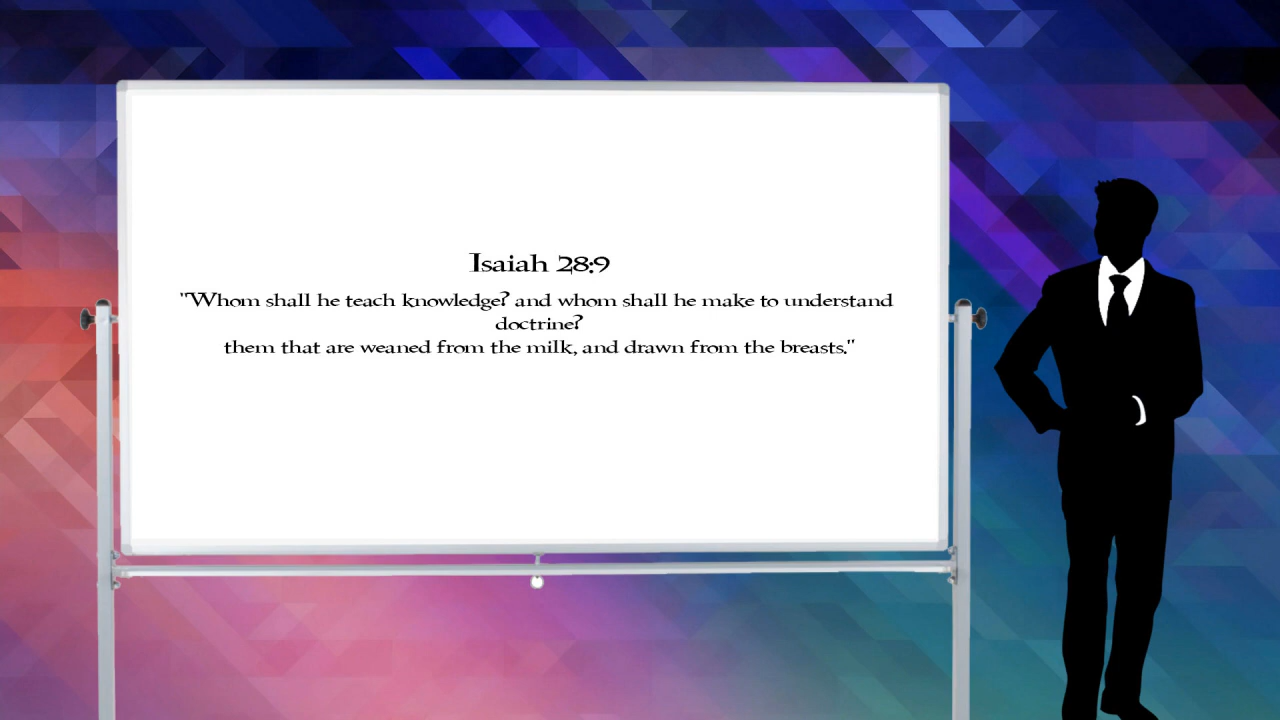 Isaiah 28:9
"Whom shall he teach knowledge? and whom shall he make to understand
doctrine?
them that are weaned from the milk, and drawn from the breasts."